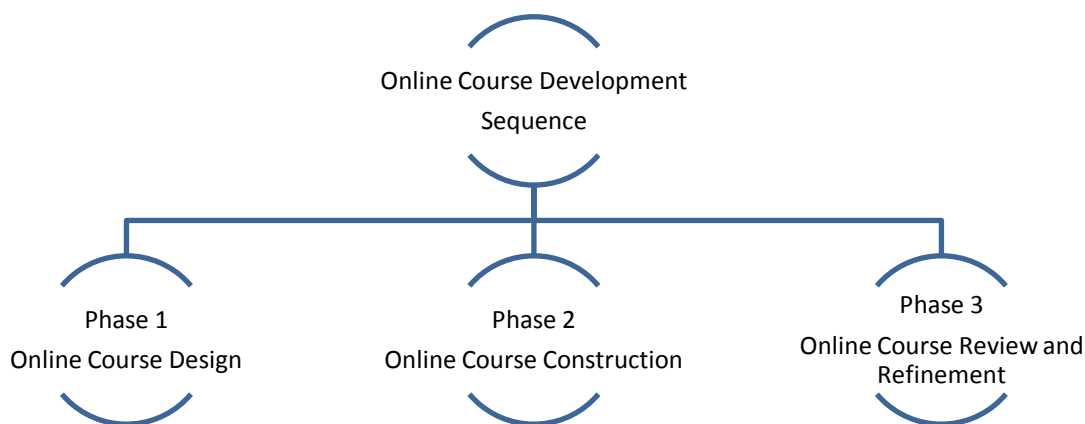 Online Course Development
Sequence
Phase 1
Online Course Design
Phase 2
Online Course Construction
Phase 3
Online Course Review and
Refinement